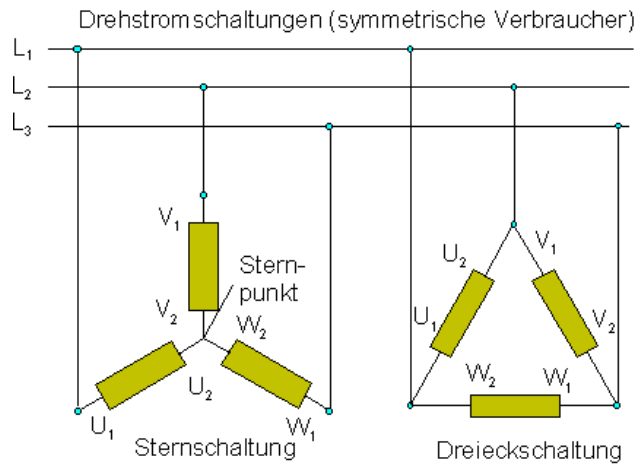 Drehstromschaltungen (symmetrische Verbraucher)
L₁
L₂
L₃
V₁
Stern-
punkt
V₂
W₂
U₂
U₁
W₁
Sternschaltung
V₁
U₂
U₁
V₂
W₂
W₁
Dreieckschaltung